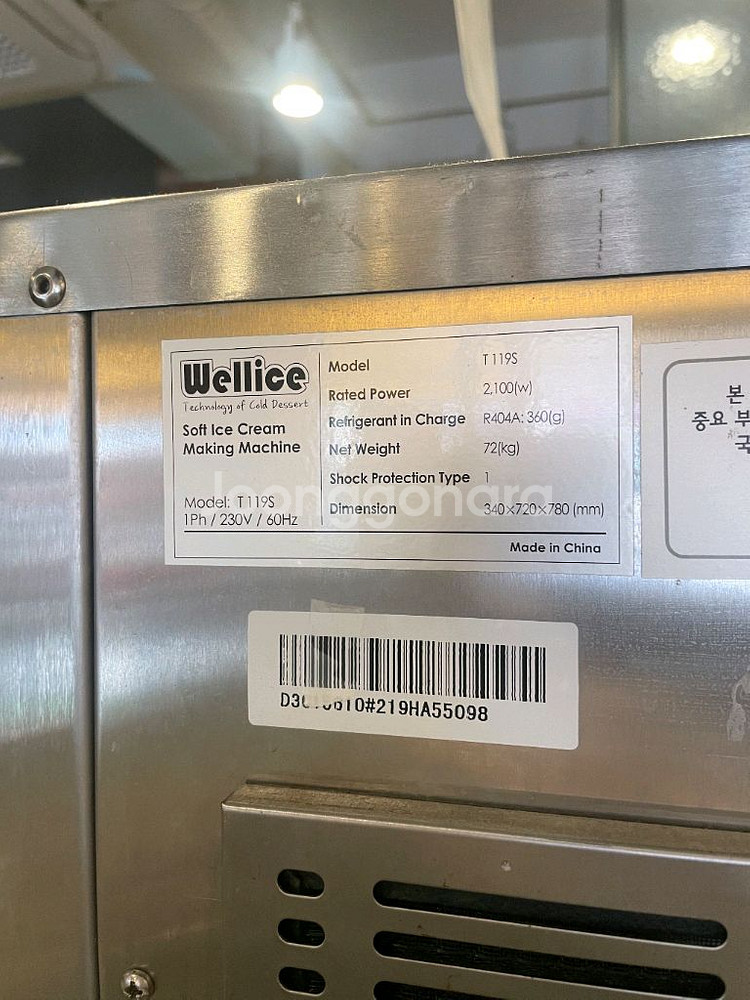 Wellice
Technology of Cold Dessert
Soft Ice Cream
Making Machine
Model: T119S
1Ph / 230V / 60Hz
Model T119S
Rated Power 2,100(w)
Refrigerant in Charge R404A: 360(g)
Net Weight 72(kg)
Shock Protection Type 1
Dimension 340×720×780 (mm)
Made in China
본
중요 부
국
joonggonara
#219HA55098